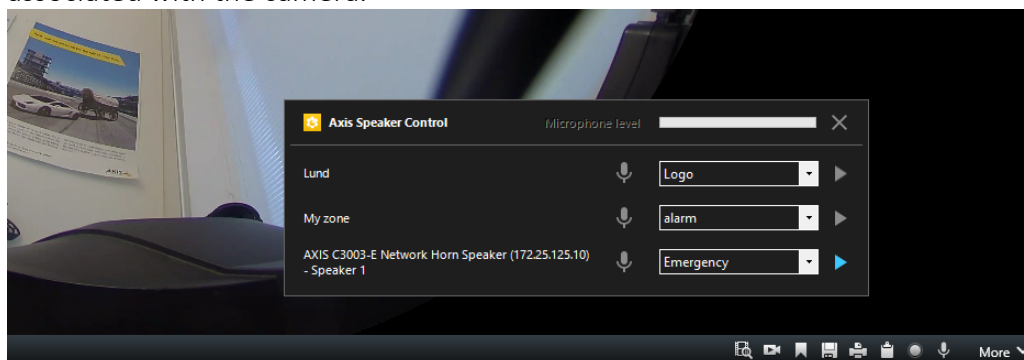 associated with the camera.
Axis Speaker Control
Microphone level
Lund
Logo
My zone
alarm
AXIS C3003-E Network Horn Speaker (172.25.125.10)
- Speaker 1
Emergency
More